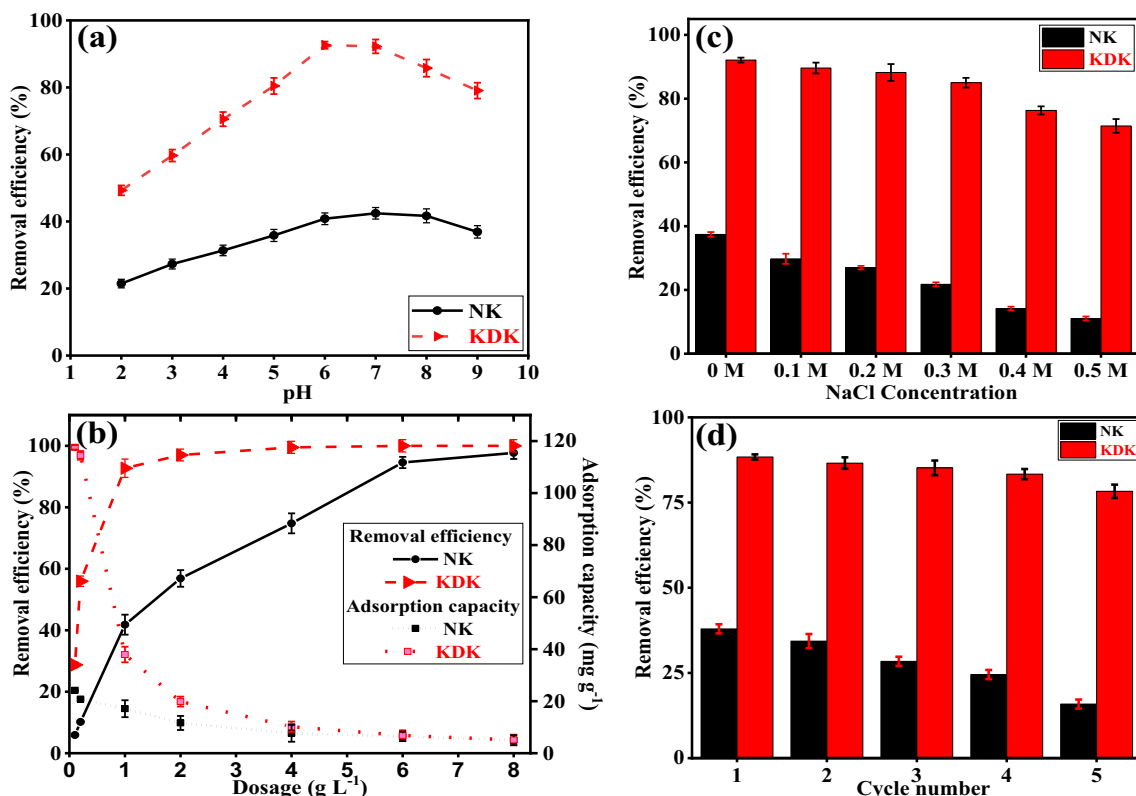 (a)
Removal efficiency (%)
100
80
60
40
20
0
NK
KDK
1 2 3 4 5 6 7 8 9 10
pH
(c)
Removal efficiency (%)
100
80
60
40
20
0
NK
KDK
0 M 0.1 M 0.2 M 0.3 M 0.4 M 0.5 M
NaCl Concentration
(b)
Removal efficiency (%)
100
80
60
40
20
0
Removal efficiency
NK
KDK
Adsorption capacity
NK
KDK
120
100
80
60
40
20
0
Adsorption capacity (mg g⁻¹)
0 1 2 3 4 5 6 7 8
Dosage (g L⁻¹)
(d)
Removal effciency (%)
100
75
50
25
0
NK
KDK
1 2 3 4 5
Cycle number